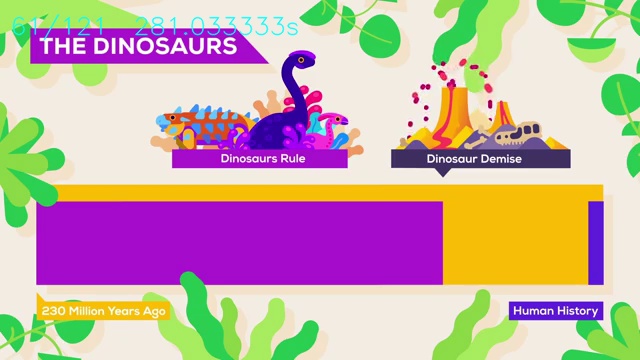 61/121 281.033333s
THE DINOSAURS
Dinosaurs Rule
Dinosaur Demise
230 Million Years Ago
Human History